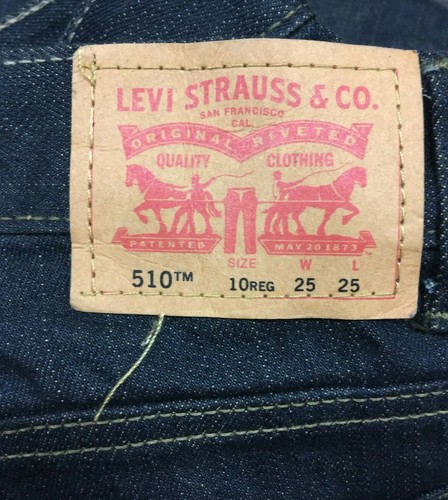 LEVI STRAUSS & CO.
SAN FRANCISCO
CAL.
ORIGINAL RIVETED
QUALITY CLOTHING
PATENTED MAY 20 1873
SIZE W L
510™ 10REG 25 25